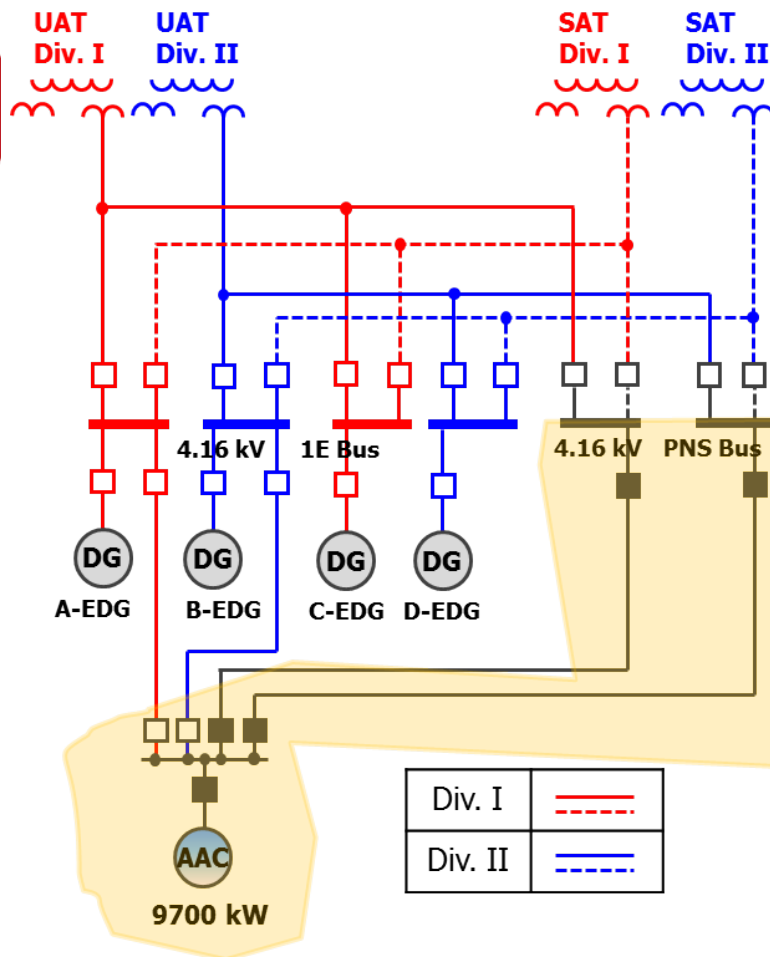 UAT
Div. I
UAT
Div. II
SAT
Div. I
SAT
Div. II
4.16 kV 1E Bus
4.16 kV PNS Bus
DG
DG
DG
DG
A-EDG
B-EDG
C-EDG
D-EDG
AAC
9700 kW
Div. I
Div. II